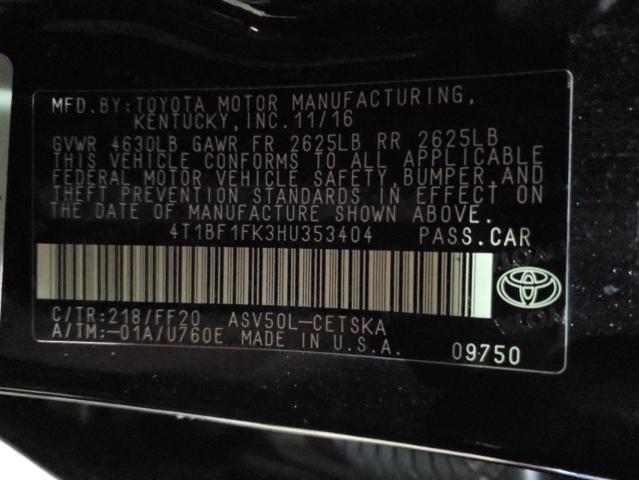 MFD. BY: TOYOTA MOTOR MANUFACTURING,
KENTUCKY, INC. 11/16
GVWR 4630LB GAWR FR 2625LB RR 2625LB
THIS VEHICLE CONFORMS TO ALL APPLICABLE
FEDERAL MOTOR VEHICLE SAFETY, BUMPER, AND
THEFT PREVENTION STANDARDS IN EFFECT ON
THE DATE OF MANUFACTURE SHOWN ABOVE.
4T1BF1FK3HU353404 PASS. CAR
C/TR: 218/FF20 ASV50L-CETSKA
A/TM: -01A/U760E MADE IN U.S.A. 09750